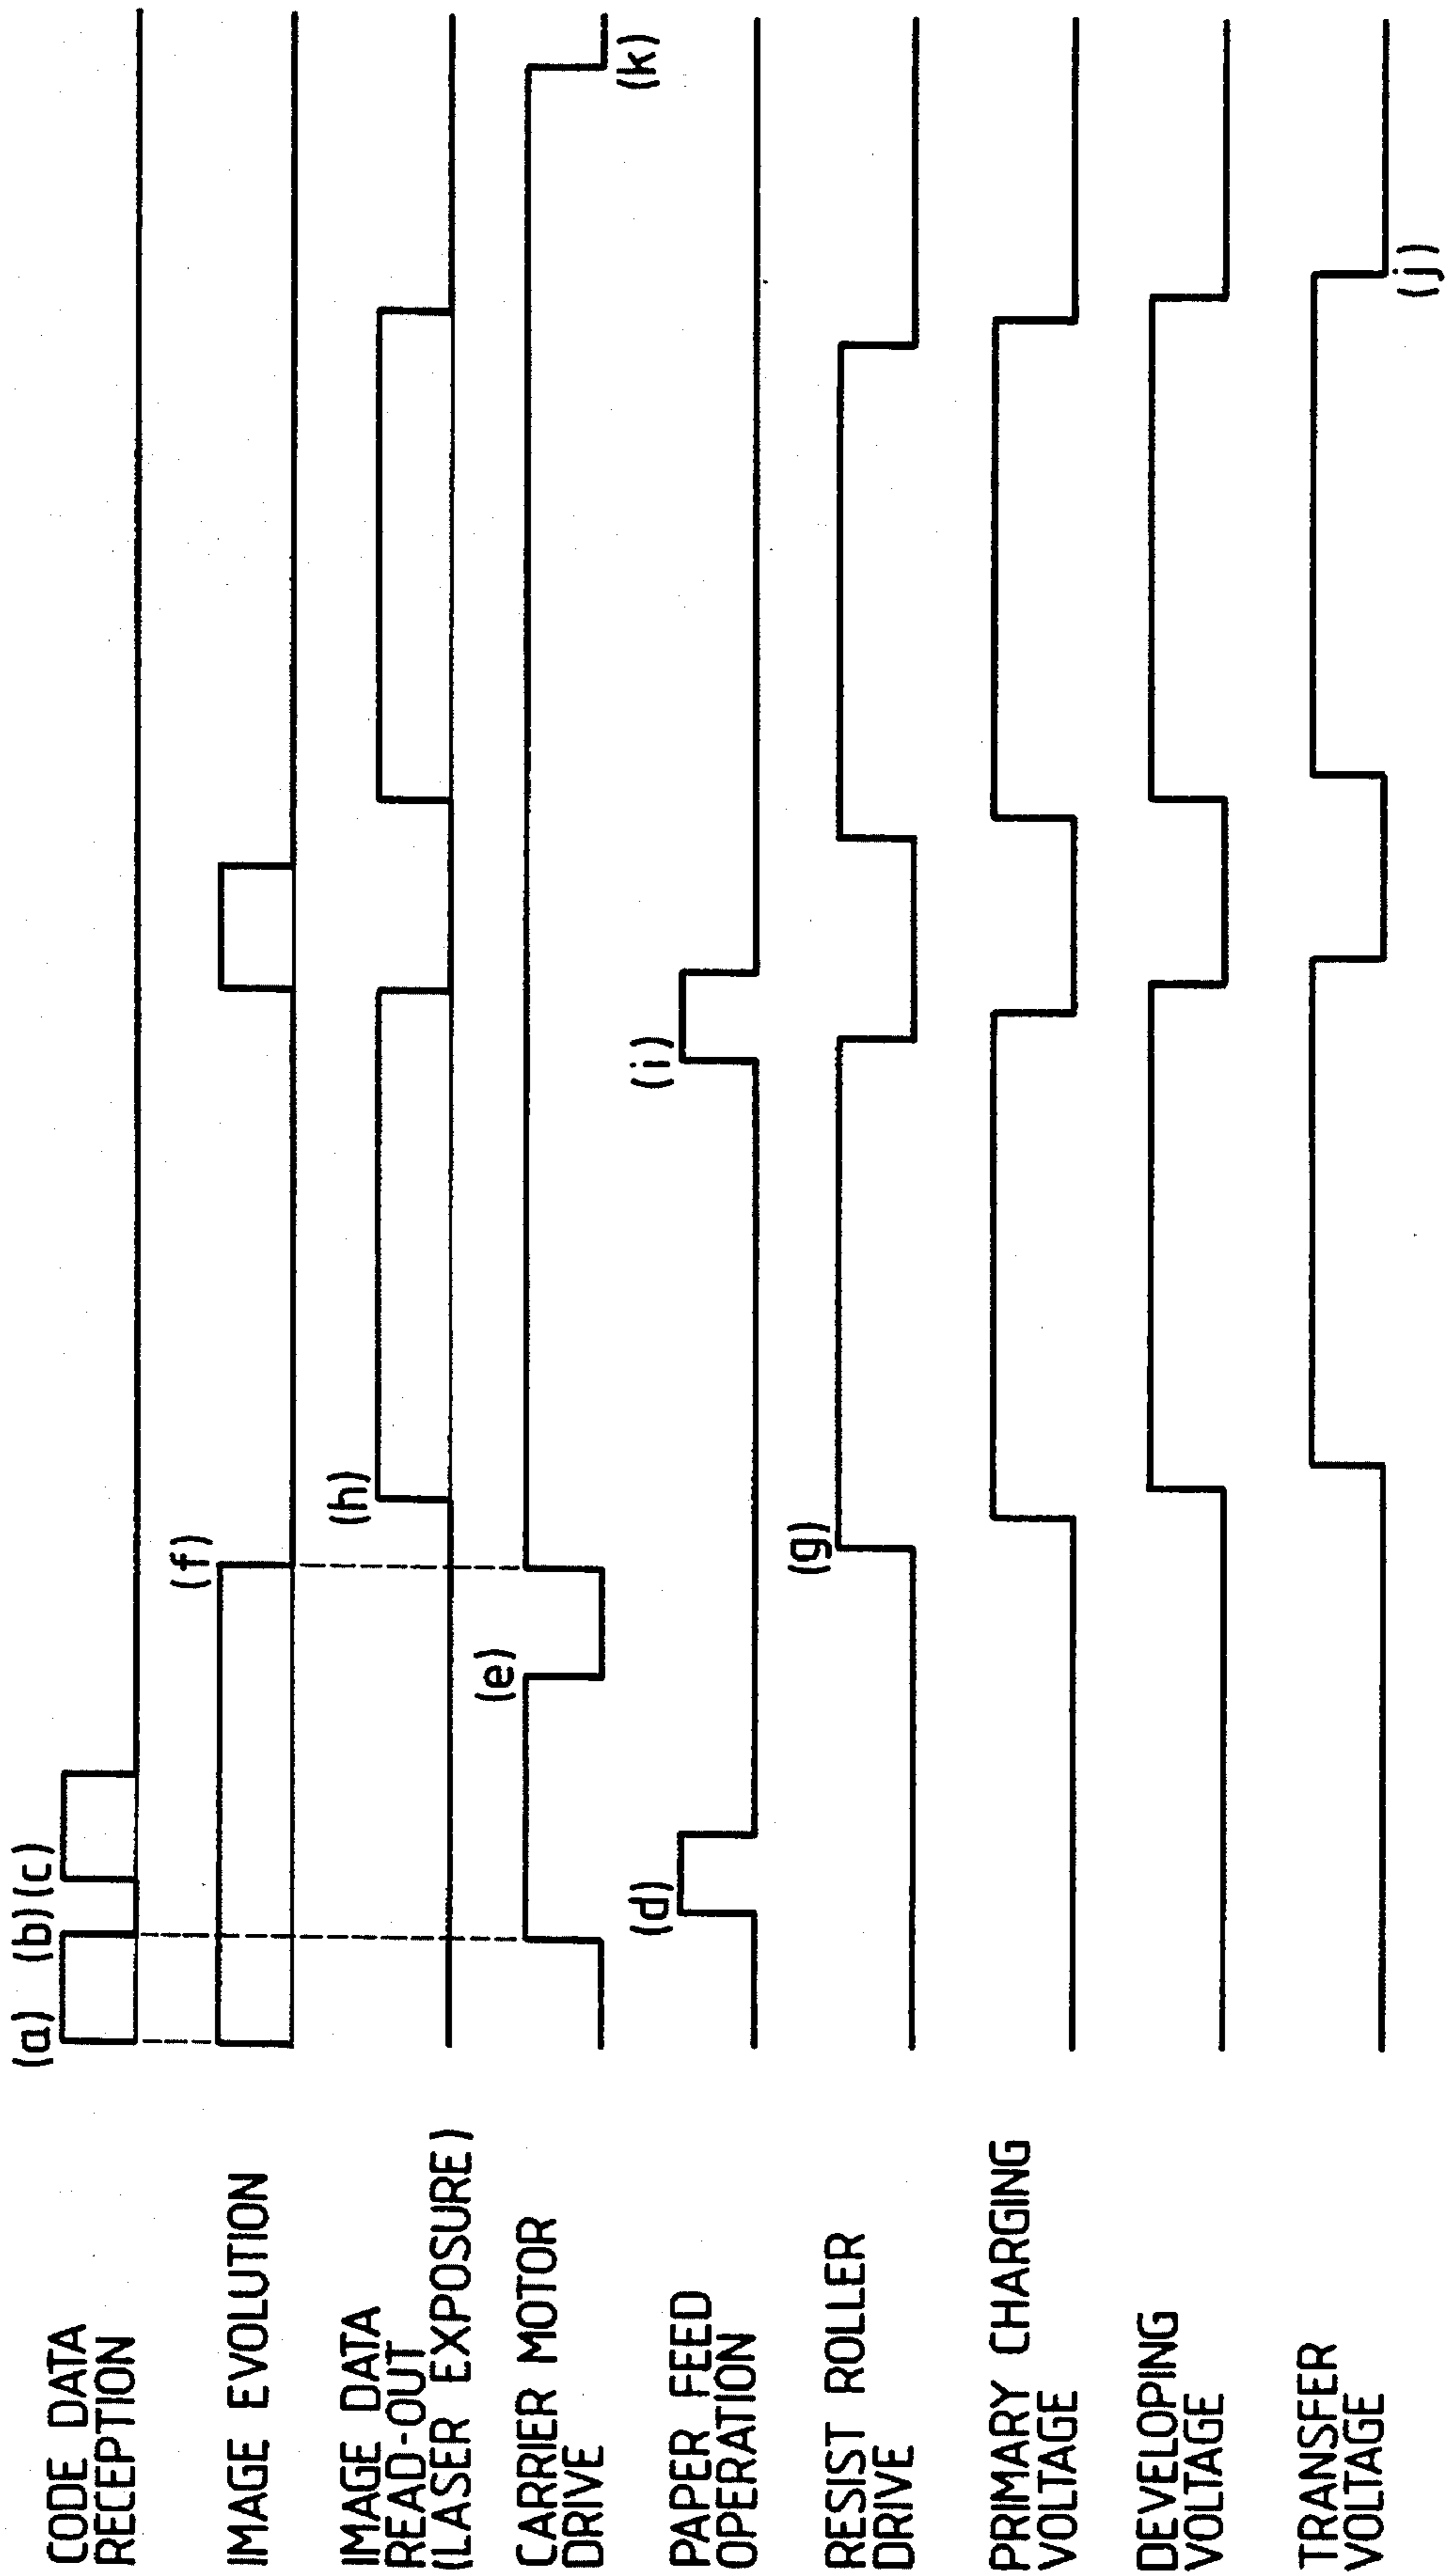 CODE DATA
RECEPTION
(a)
(b)
(c)
IMAGE EVOLUTION
(f)
IMAGE DATA
READ-OUT
(LASER EXPOSURE)
(h)
CARRIER MOTOR
DRIVE
(e)
(k)
PAPER FEED
OPERATION
(d)
(i)
RESIST ROLLER
DRIVE
(g)
PRIMARY CHARGING
VOLTAGE
DEVELOPING
VOLTAGE
TRANSFER
VOLTAGE
(j)